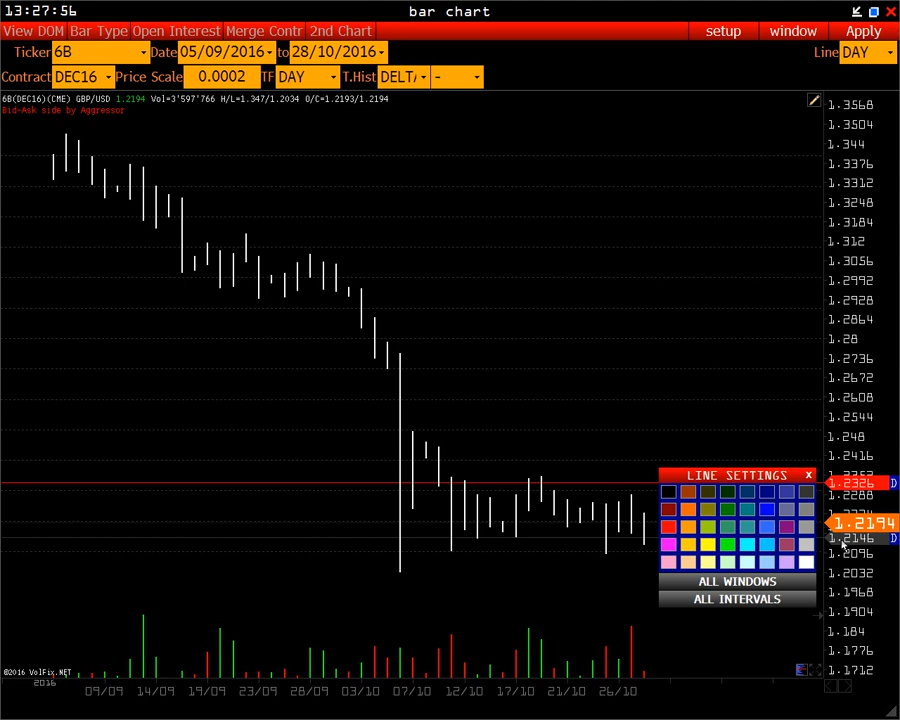 13:27:56 bar chart
View DOM Bar Type Open Interest Merge Contr 2nd Chart setup window Apply
Ticker 6B Date 05/09/2016 to 28/10/2016 Line DAY
Contract DEC16 Price Scale 0.0002 TF DAY T.Hist DELT -
6B(DEC16)(CME) GBP/USD 1.2194 Vol=3'597'766 H/L=1.347/1.2034 O/C=1.2193/1.2194
Bid-Ask side by Aggressor
1.3568
1.3504
1.344
1.3376
1.3312
1.3248
1.3184
1.312
1.3056
1.2992
1.2928
1.2864
1.28
1.2736
1.2672
1.2608
1.2544
1.248
1.2416
LINE SETTINGS x
1.2326 D
1.2288
1.2194
1.2146 D
1.2096
1.2032
ALL WINDOWS
1.1968
ALL INTERVALS
1.1904
1.184
1.1776
©2016 VolFix.NET
1.1712
2016
09/09 14/09 19/09 23/09 28/09 03/10 07/10 12/10 17/10 21/10 26/10